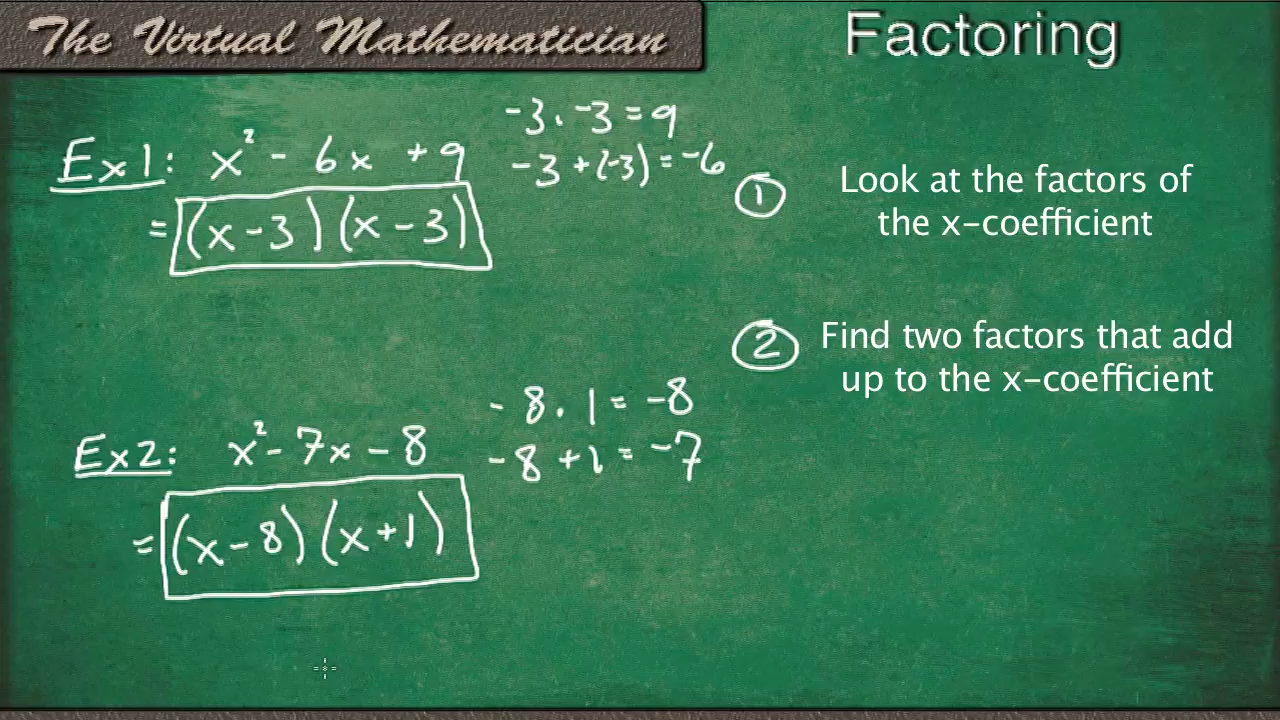 The Virtual Mathematician
Factoring
Ex1: x² - 6x + 9
= (x - 3)(x - 3)
-3 · -3 = 9
-3 + (-3) = -6
① Look at the factors of
the x-coefficient
② Find two factors that add
up to the x-coefficient
Ex2: x² - 7x - 8
= (x - 8)(x + 1)
-8 · 1 = -8
-8 + 1 = -7